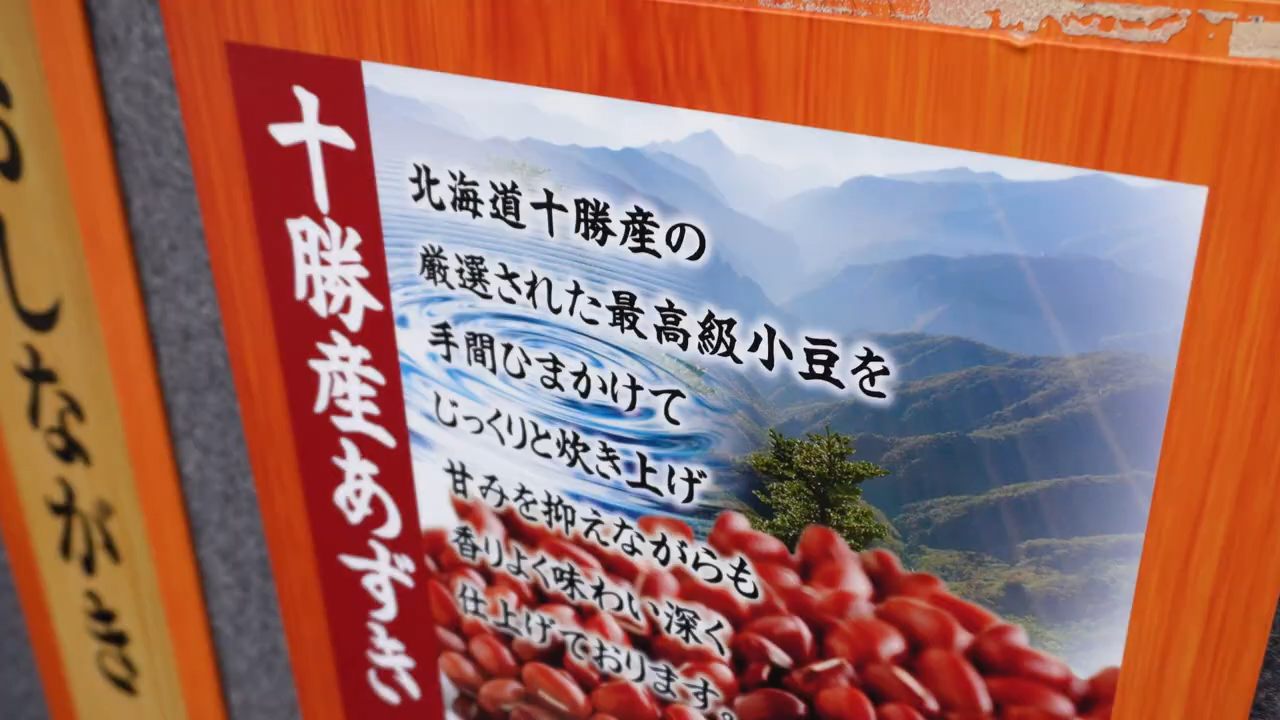 おしながき
十勝産あずき
北海道十勝産の
厳選された最高級小豆を
手間ひまかけて
じっくりと炊き上げ
甘みを抑えながらも
香りよく味わい深く
仕上げております。